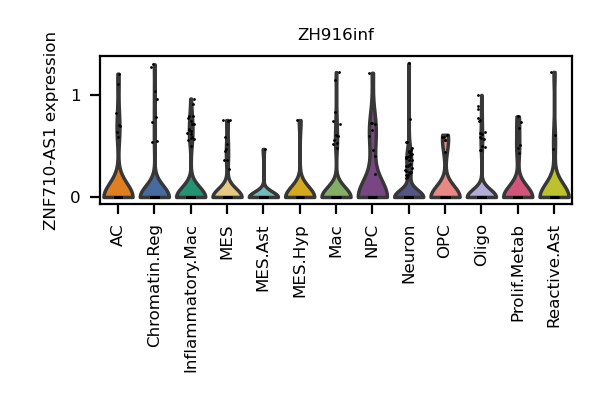 ZH916inf
ZNF710-AS1 expression
1
0
AC
Chromatin.Reg
Inflammatory.Mac
MES
MES.Ast
MES.Hyp
Mac
NPC
Neuron
OPC
Oligo
Prolif.Metab
Reactive.Ast